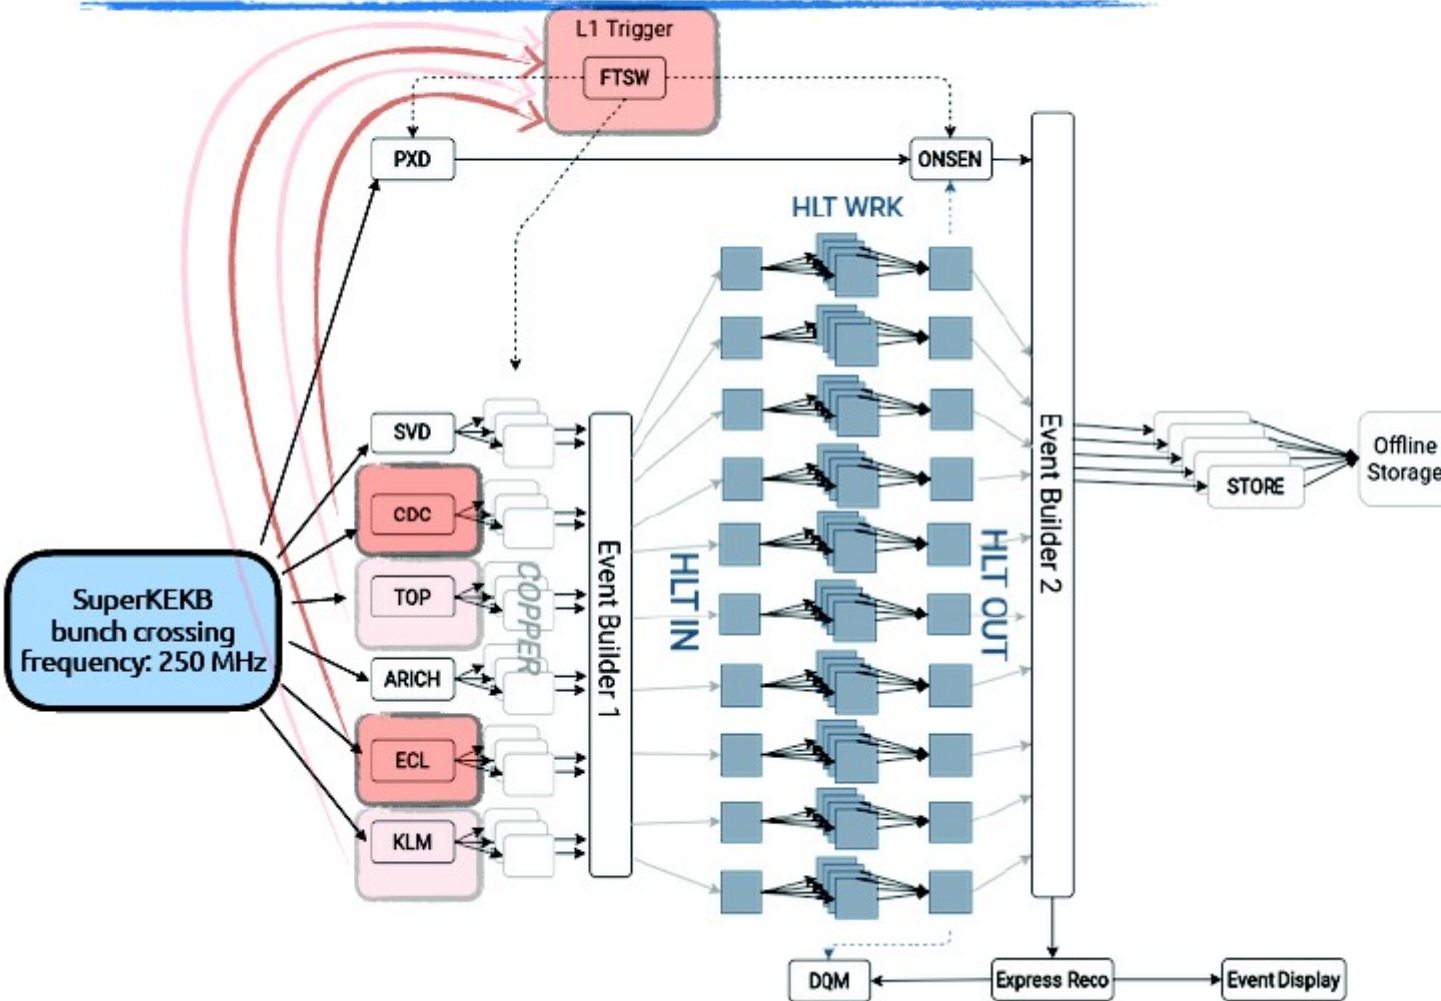 L1 Trigger
FTSW
PXD
ONSEN
HLT WRK
SVD
CDC
TOP
ARICH
ECL
KLM
COPPER
SuperKEKB
bunch crossing
frequency: 250 MHz
Event Builder 1
HLT IN
HLT OUT
Event Builder 2
STORE
Offline
Storage
DQM
Express Reco
Event Display